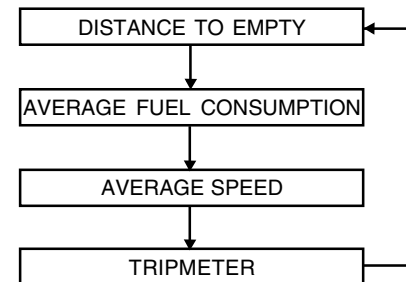 DISTANCE TO EMPTY
AVERAGE FUEL CONSUMPTION
AVERAGE SPEED
TRIPMETER